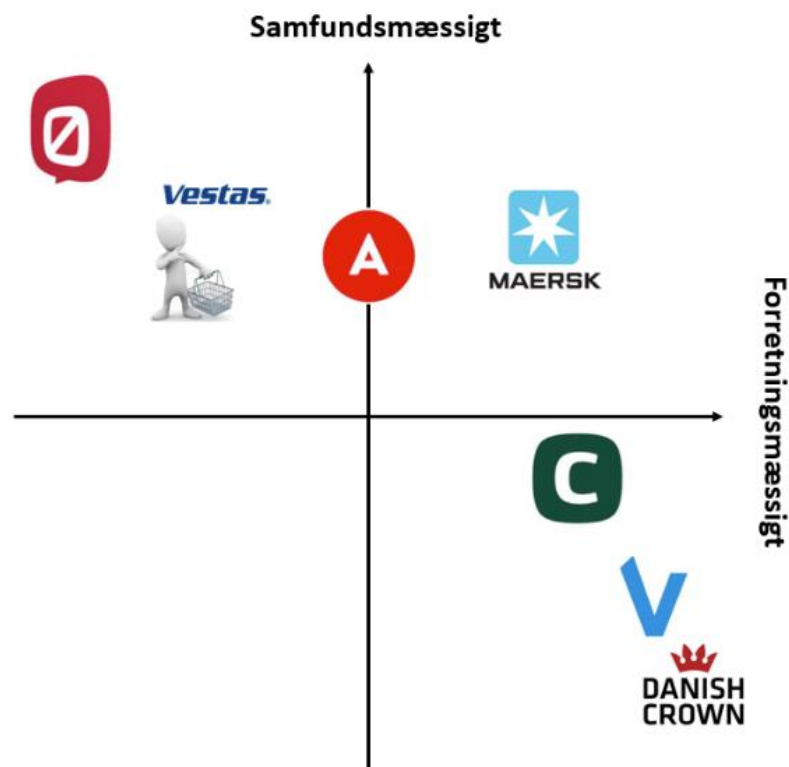 Samfundsmæssigt
Ø
Vestas.
A
MAERSK
Forretningsmæssigt
C
V
DANISH
CROWN